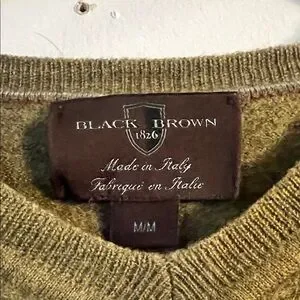 BLACK BROWN
1826
Made in Italy
Fabriqué en Italie
M/M